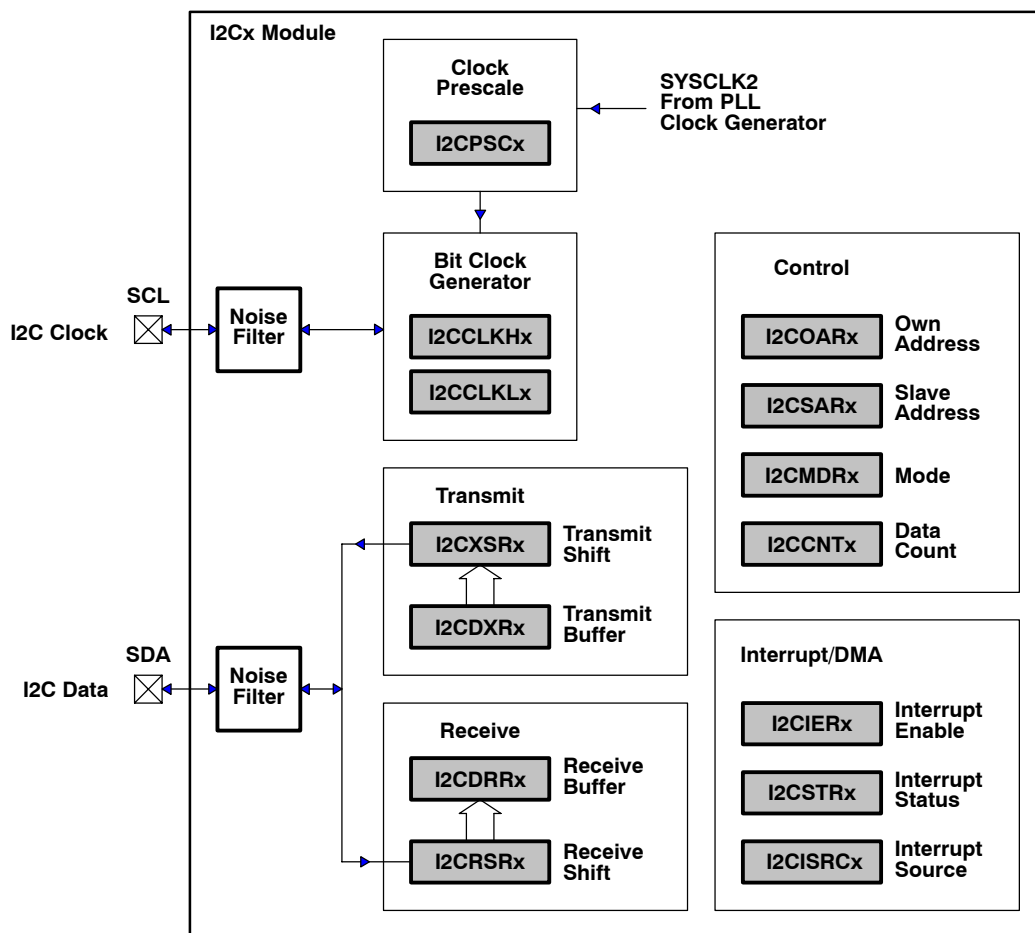 I2Cx Module
Clock
Prescale
I2CPSCx
SYSCLK2
From PLL
Clock Generator
Bit Clock
Generator
I2CCLKHx
I2CCLKLx
SCL
I2C Clock
Noise
Filter
Control
I2COARx
Own
Address
I2CSARx
Slave
Address
I2CMDRx
Mode
I2CCNTx
Data
Count
Transmit
I2CXSRx
Transmit
Shift
I2CDXRx
Transmit
Buffer
SDA
I2C Data
Noise
Filter
Receive
I2CDRRx
Receive
Buffer
I2CRSRx
Receive
Shift
Interrupt/DMA
I2CIERx
Interrupt
Enable
I2CSTRx
Interrupt
Status
I2CISRCx
Interrupt
Source